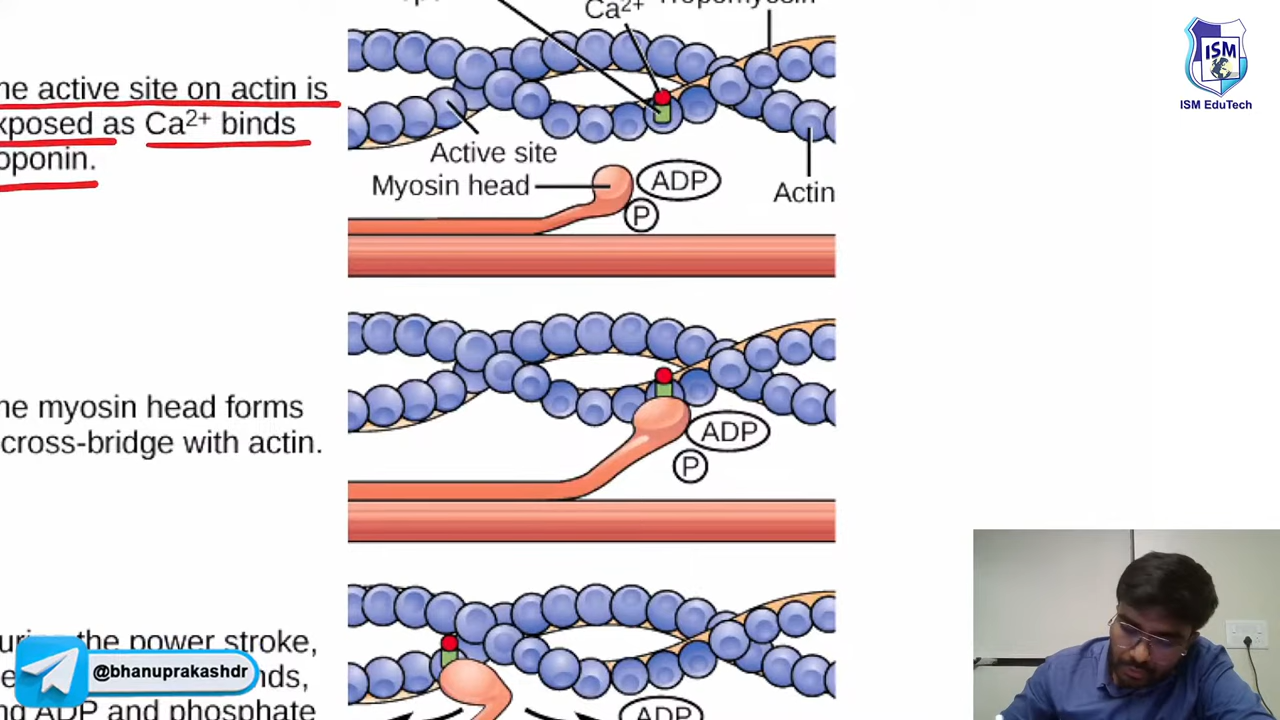 Ca²⁺ Tropomyosin
he active site on actin is
xposed as Ca²⁺ binds
oponin.
Active site
Myosin head
ADP
P
Actin
ISM
ISM EduTech
he myosin head forms
cross-bridge with actin.
ADP
P
the power stroke,
nds,
ADP and phosphate
ADP
@bhanuprakashdr